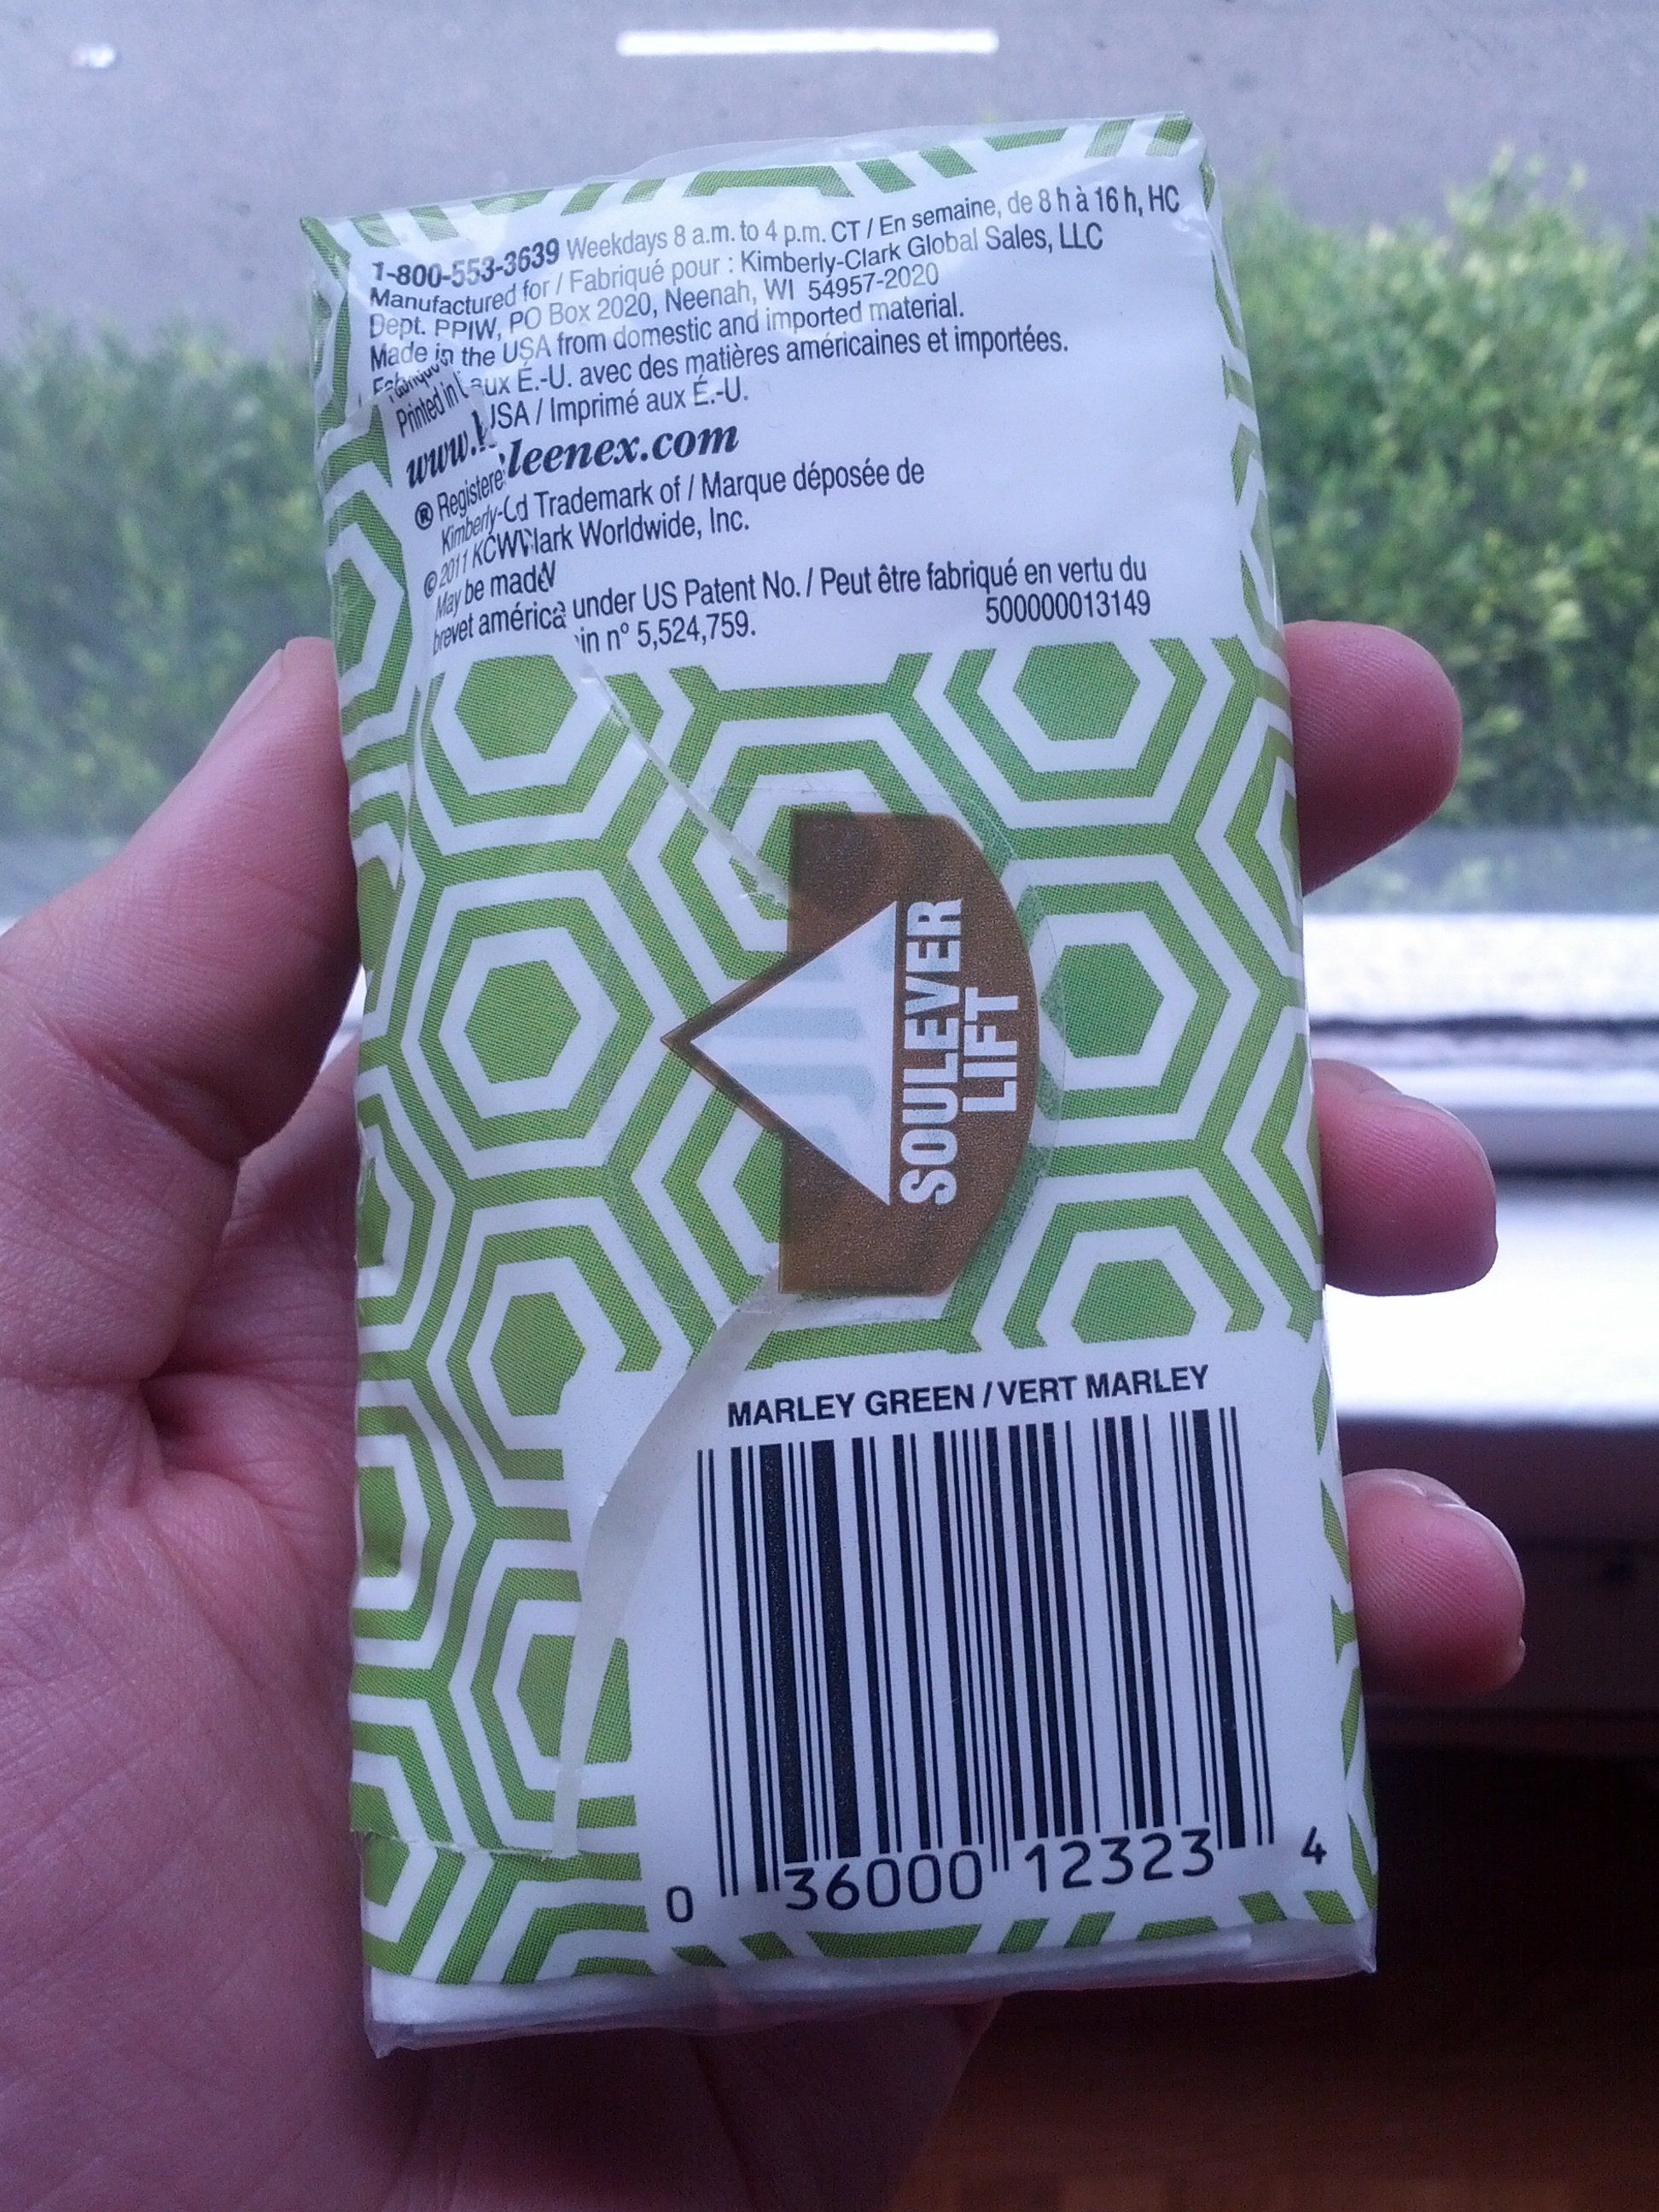 1-800-553-3639 Weekdays 8 a.m. to 4 p.m. CT / En semaine, de 8 h à 16 h, HC
Manufactured for / Fabriqué pour : Kimberly-Clark Global Sales, LLC
Dept. PPIW, PO Box 2020, Neenah, WI 54957-2020
Made in the USA from domestic and imported material.
Fabriqué aux É.-U. avec des matières américaines et importées.
Printed in USA / Imprimé aux É.-U.
www.kleenex.com
® Registered Trademark of / Marque déposée de
Kimberly-Clark Worldwide, Inc.
© 2011 KCWW
May be made under US Patent No. / Peut être fabriqué en vertu du
brevet américain nº 5,524,759.
500000013149
SOULEVER
LIFT
MARLEY GREEN / VERT MARLEY
0 36000 12323 4